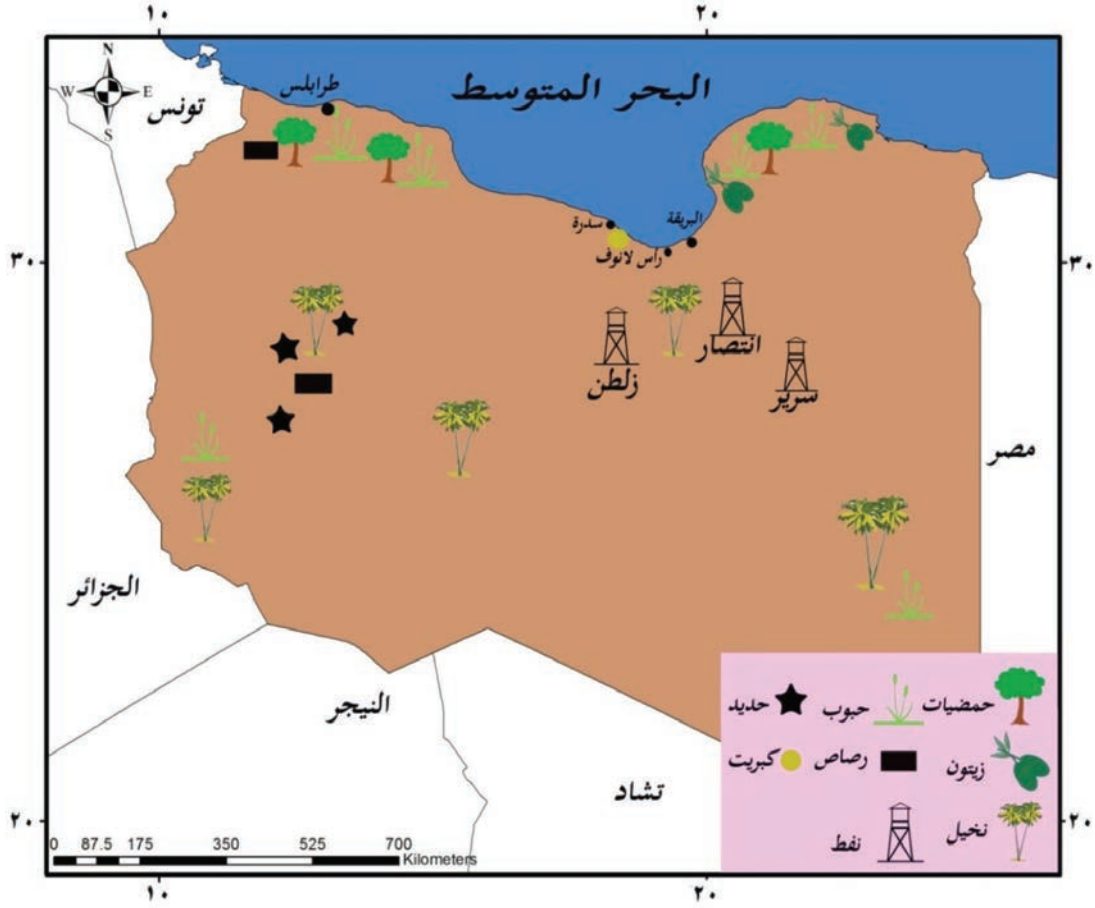 ١٠ ٢٠
N
W E
S
تونس
طرابلس
البحر المتوسط
سدرة
البريقة
راس لانوف
٣٠ ٣٠
انتصار
زلطن
سرير
مصر
الجزائر
النيجر
تشاد
حمضيات حبوب حديد
زيتون رصاص كبريت
نخيل نفط
٢٠ ٢٠
0 87.5 175 350 525 700
Kilometers
١٠ ٢٠